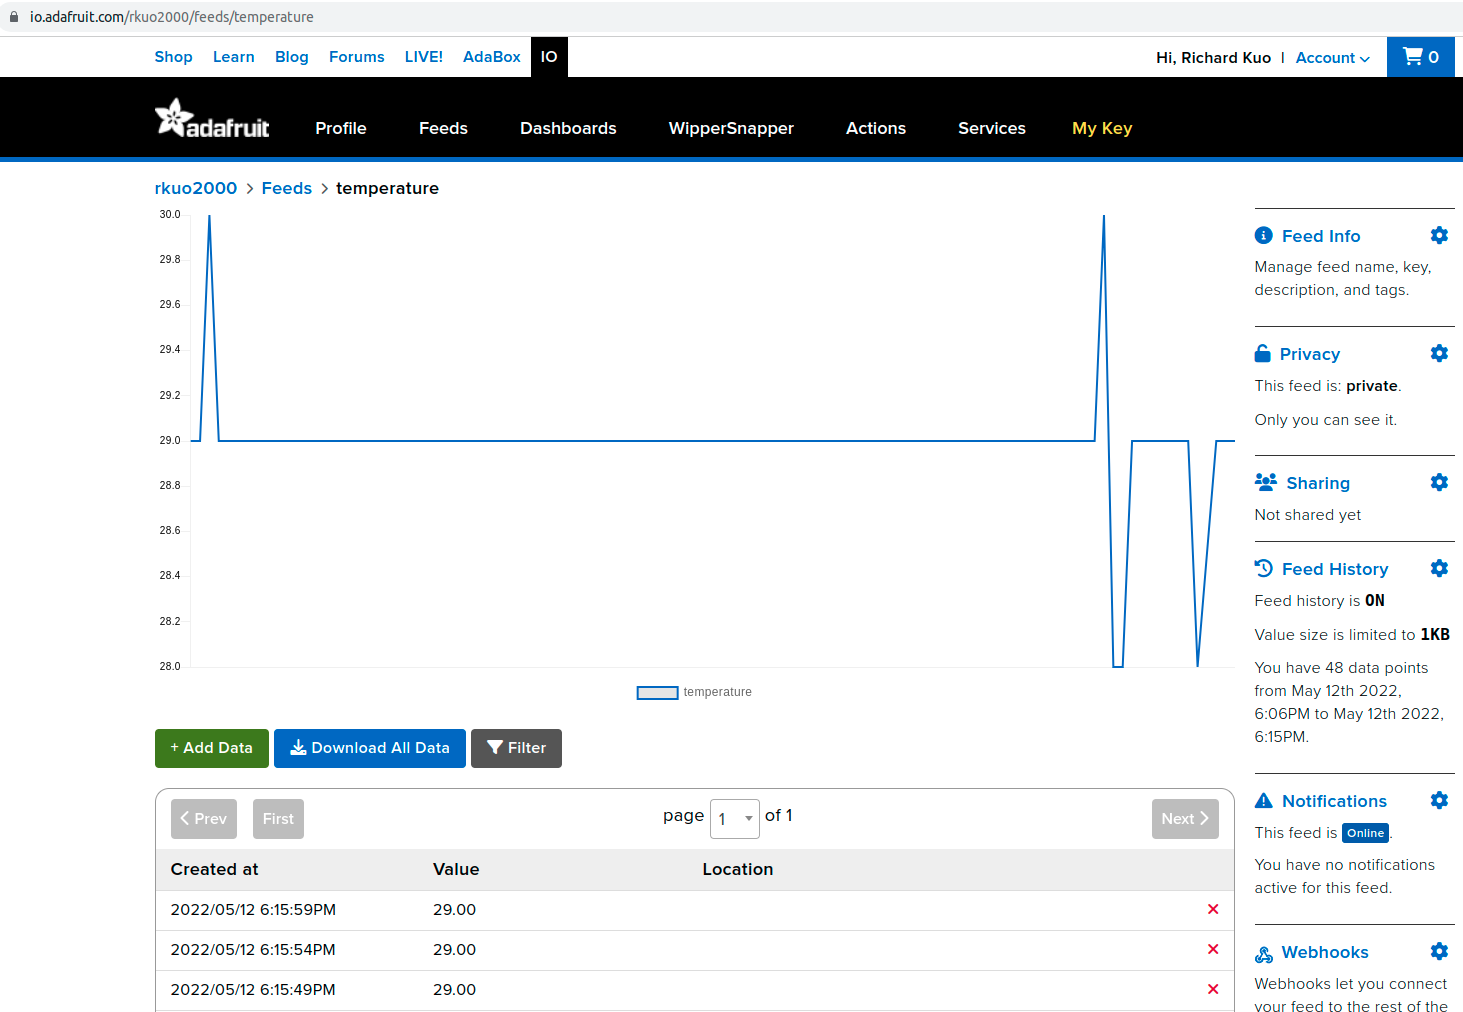 io.adafruit.com/rkuo2000/feeds/temperature
Shop Learn Blog Forums LIVE! AdaBox IO Hi, Richard Kuo | Account 0
adafruit Profile Feeds Dashboards WipperSnapper Actions Services My Key
rkuo2000 > Feeds > temperature
30.0
29.8
29.6
29.4
29.2
29.0
28.8
28.6
28.4
28.2
28.0
temperature
+ Add Data Download All Data Filter
Prev First page 1 of 1 Next
Created at Value Location
2022/05/12 6:15:59PM 29.00
2022/05/12 6:15:54PM 29.00
2022/05/12 6:15:49PM 29.00
Feed Info
Manage feed name, key,
description, and tags.
Privacy
This feed is: private.
Only you can see it.
Sharing
Not shared yet
Feed History
Feed history is ON
Value size is limited to 1KB
You have 48 data points
from May 12th 2022,
6:06PM to May 12th 2022,
6:15PM.
Notifications
This feed is Online.
You have no notifications
active for this feed.
Webhooks
Webhooks let you connect
your feed to the rest of the